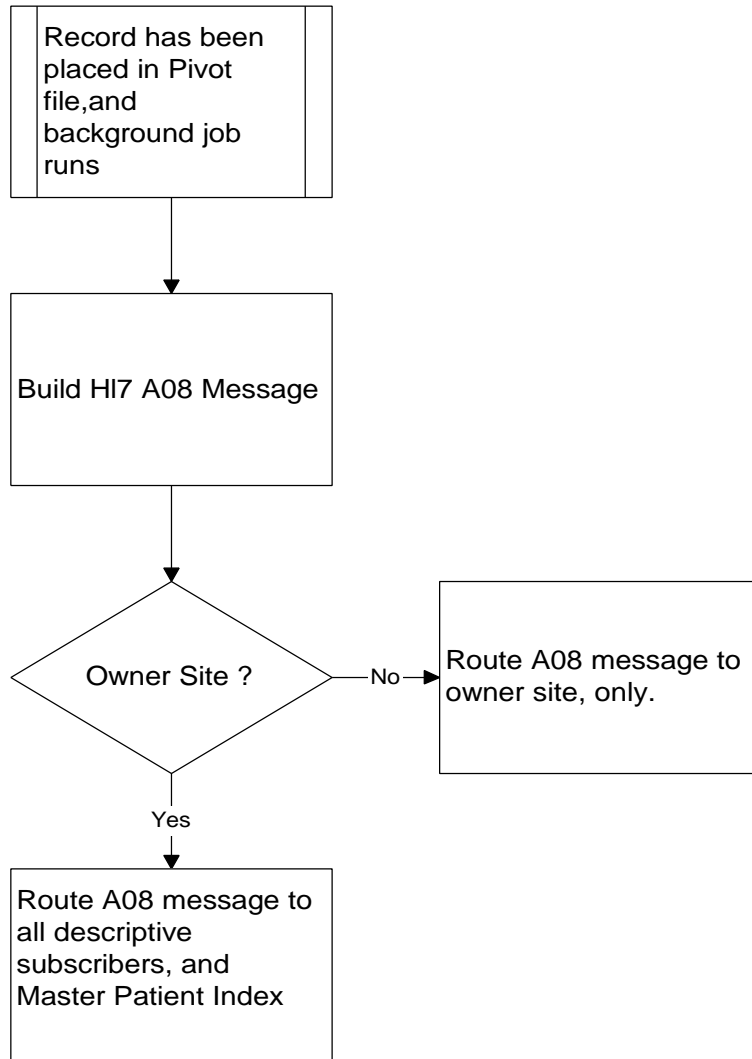 Record has been
placed in Pivot
file,and
background job
runs
Build Hl7 A08 Message
Owner Site ?
No
Route A08 message to
owner site, only.
Yes
Route A08 message to
all descriptive
subscribers, and
Master Patient Index